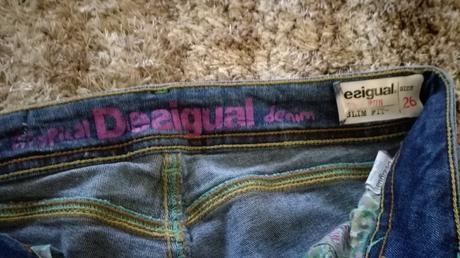 Desigual denim
esigual.
SLIM FIT
SIZE
26